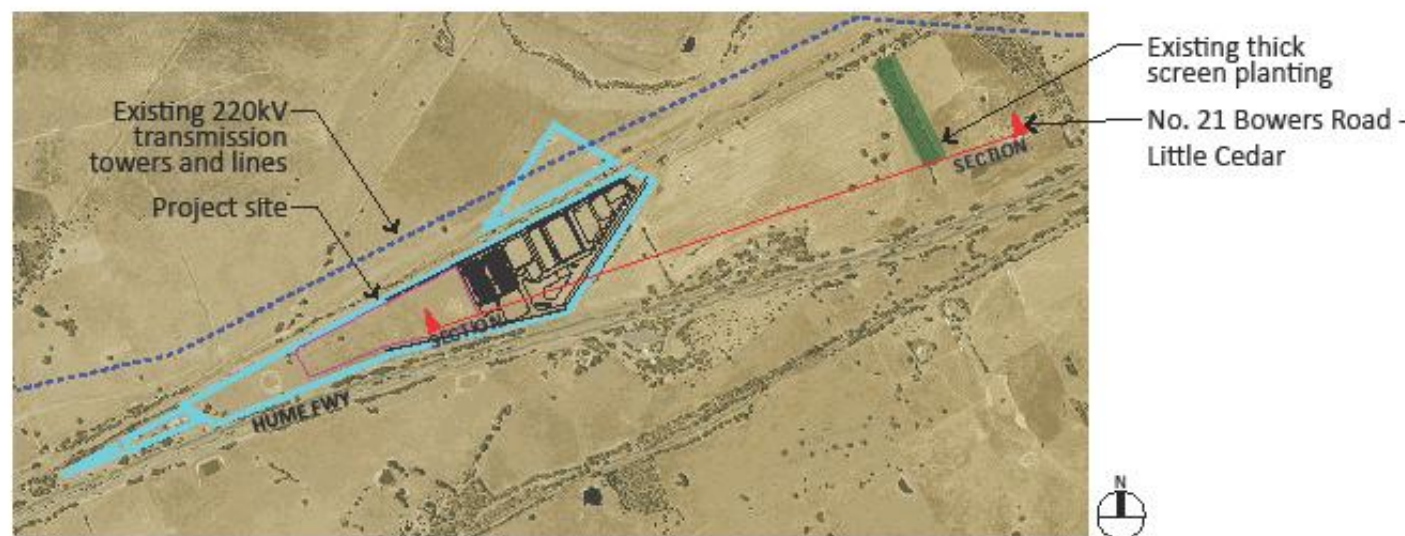 Existing thick
screen planting
No. 21 Bowers Road -
Little Cedar
Existing 220kV
transmission
towers and lines
Project site
SECTION
SECTION
HUME FWY
N